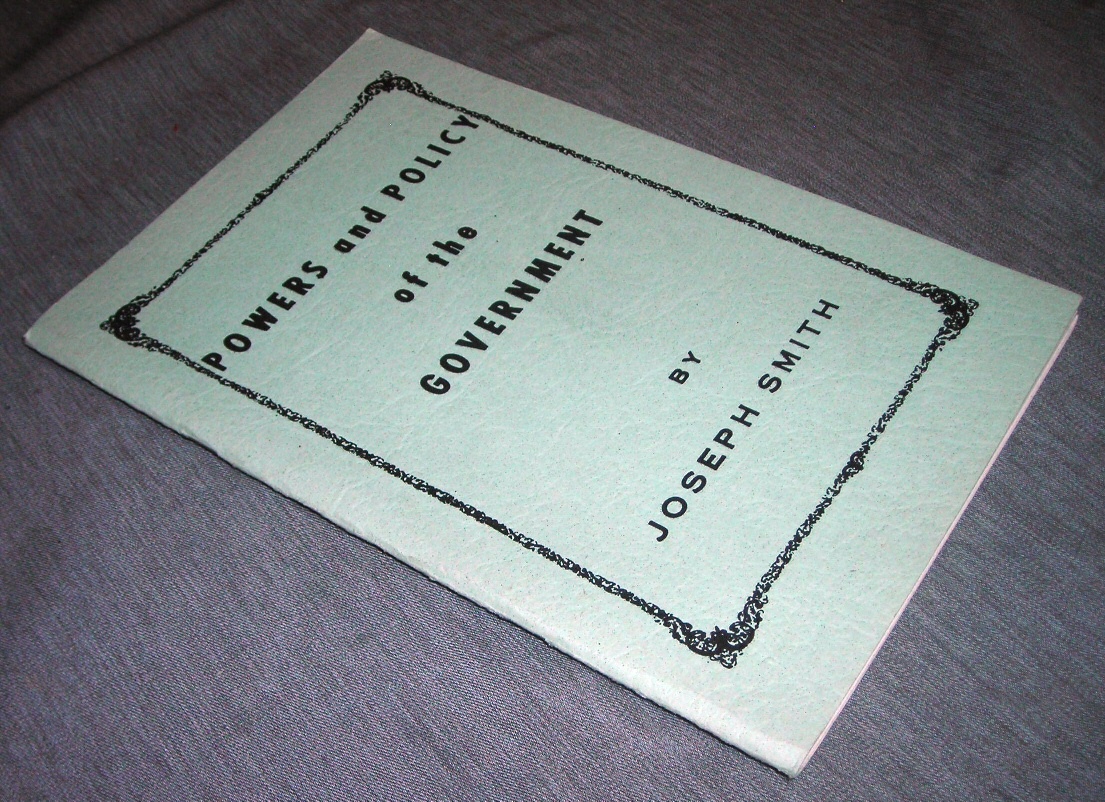 POWERS and POLICY
of the
GOVERNMENT
BY
JOSEPH SMITH